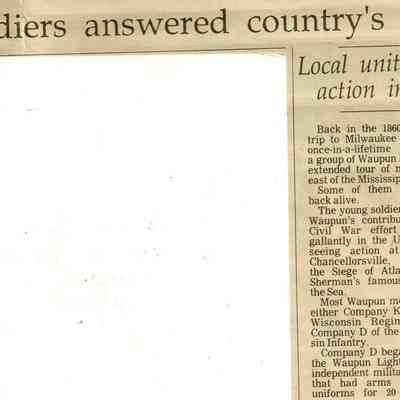 diers answered country's
Local unit
action in
Back in the 1860
trip to Milwaukee
once-in-a-lifetime
a group of Waupun
extended tour of m
east of the Mississip
Some of them
back alive.
The young soldier
Waupun's contribu
Civil War effort
gallantly in the U
seeing action at
Chancellorsville,
the Siege of Atla
Sherman's famous
the Sea.
Most Waupun me
either Company K
Wisconsin Regim
Company D of the
sin Infantry.
Company D bega
the Waupun Light
independent milita
that had arms
uniforms for 20